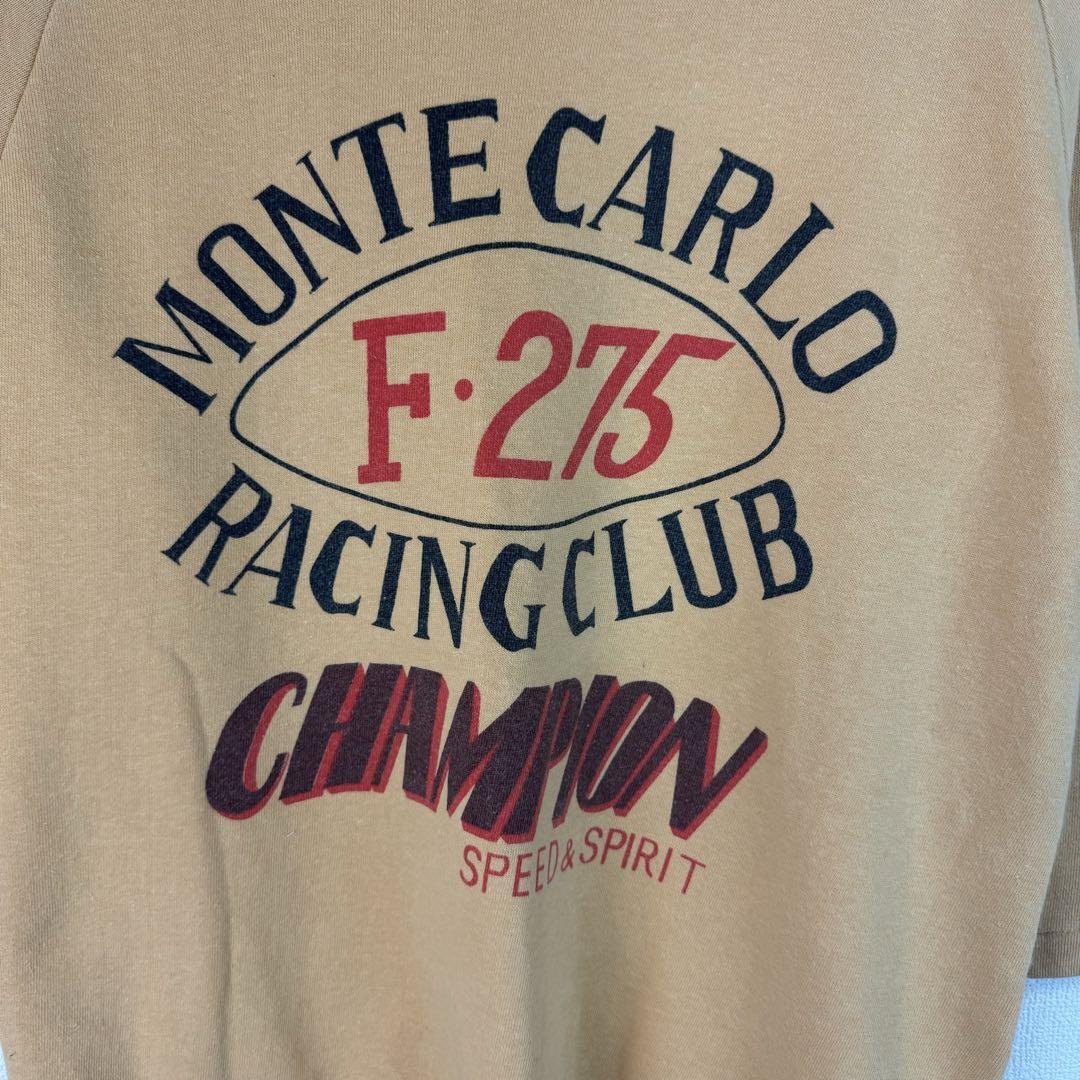 MONTE CARLO
F·275
RACING CLUB
CHAMPION
SPEED & SPIRIT